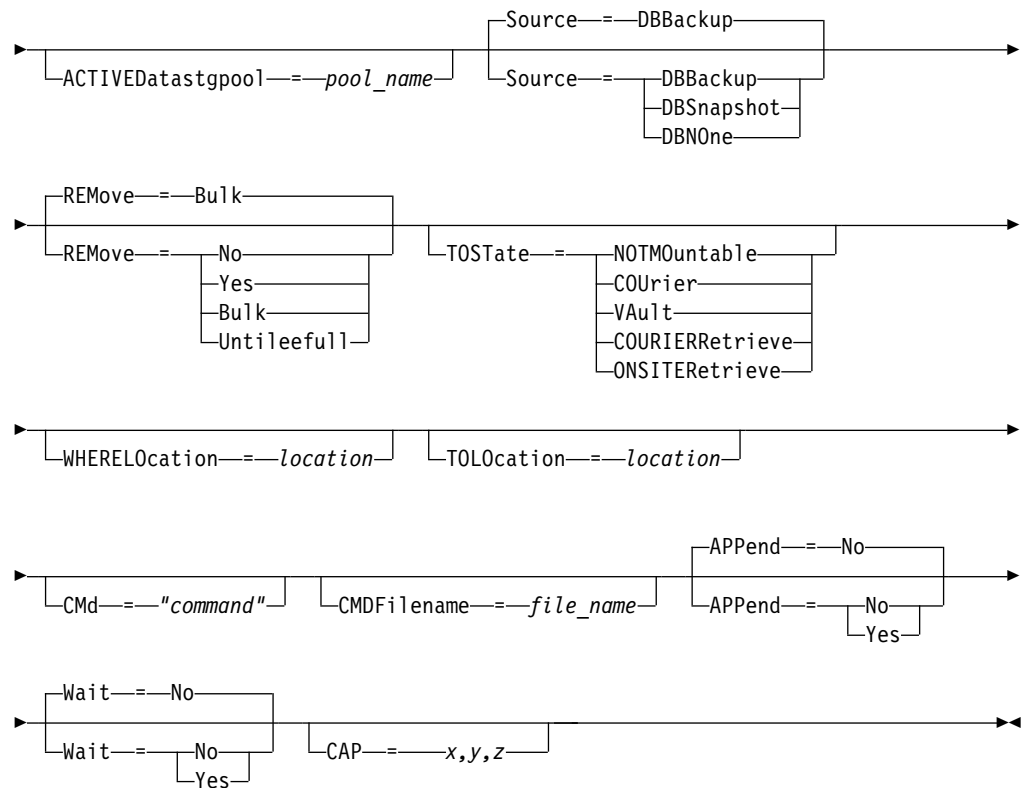 Source = DBBackup
ACTIVEDatastgpool = pool_name
Source = DBBackup
DBSnapshot
DBNOne
REMove = Bulk
REMove = No
Yes
Bulk
Untileefull
TOSTate = NOTMOuntable
COUrier
VAult
COURIERRetrieve
ONSITERetrieve
WHERELOcation = location
TOLOcation = location
APPend = No
CMd = "command"
CMDFilename = file_name
APPend = No
Yes
Wait = No
Wait = No
Yes
CAP = x,y,z